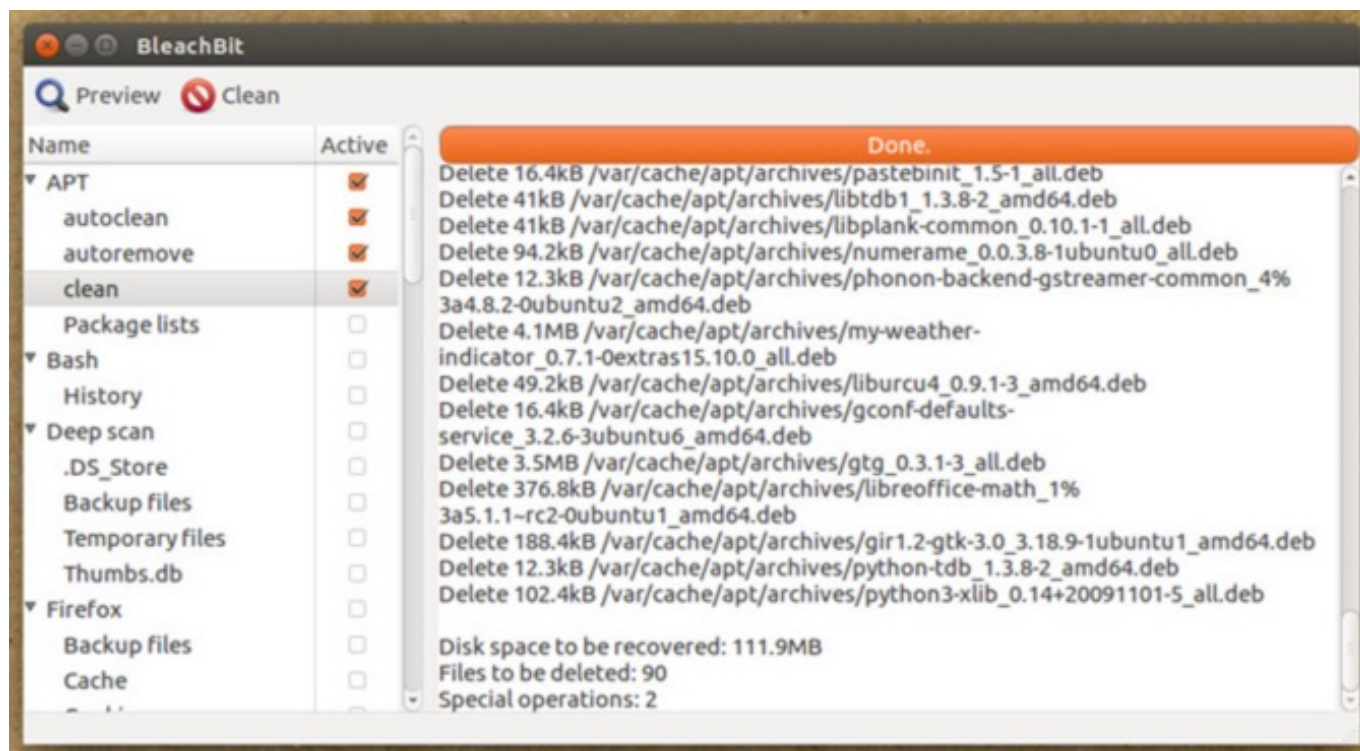 BleachBit
Preview Clean
Name Active
APT
autoclean
autoremove
clean
Package lists
Bash
History
Deep scan
.DS_Store
Backup files
Temporary files
Thumbs.db
Firefox
Backup files
Cache
Done.
Delete 16.4kB /var/cache/apt/archives/pastebinit_1.5-1_all.deb
Delete 41kB /var/cache/apt/archives/libtdb1_1.3.8-2_amd64.deb
Delete 41kB /var/cache/apt/archives/libplank-common_0.10.1-1_all.deb
Delete 94.2kB /var/cache/apt/archives/numerame_0.0.3.8-1ubuntu0_all.deb
Delete 12.3kB /var/cache/apt/archives/phonon-backend-gstreamer-common_4%
3a4.8.2-0ubuntu2_amd64.deb
Delete 4.1MB /var/cache/apt/archives/my-weather-
indicator_0.7.1-0extras15.10.0_all.deb
Delete 49.2kB /var/cache/apt/archives/liburcu4_0.9.1-3_amd64.deb
Delete 16.4kB /var/cache/apt/archives/gconf-defaults-
service_3.2.6-3ubuntu6_amd64.deb
Delete 3.5MB /var/cache/apt/archives/gtg_0.3.1-3_all.deb
Delete 376.8kB /var/cache/apt/archives/libreoffice-math_1%
3a5.1.1~rc2-0ubuntu1_amd64.deb
Delete 188.4kB /var/cache/apt/archives/gir1.2-gtk-3.0_3.18.9-1ubuntu1_amd64.deb
Delete 12.3kB /var/cache/apt/archives/python-tdb_1.3.8-2_amd64.deb
Delete 102.4kB /var/cache/apt/archives/python3-xlib_0.14+20091101-5_all.deb
Disk space to be recovered: 111.9MB
Files to be deleted: 90
Special operations: 2